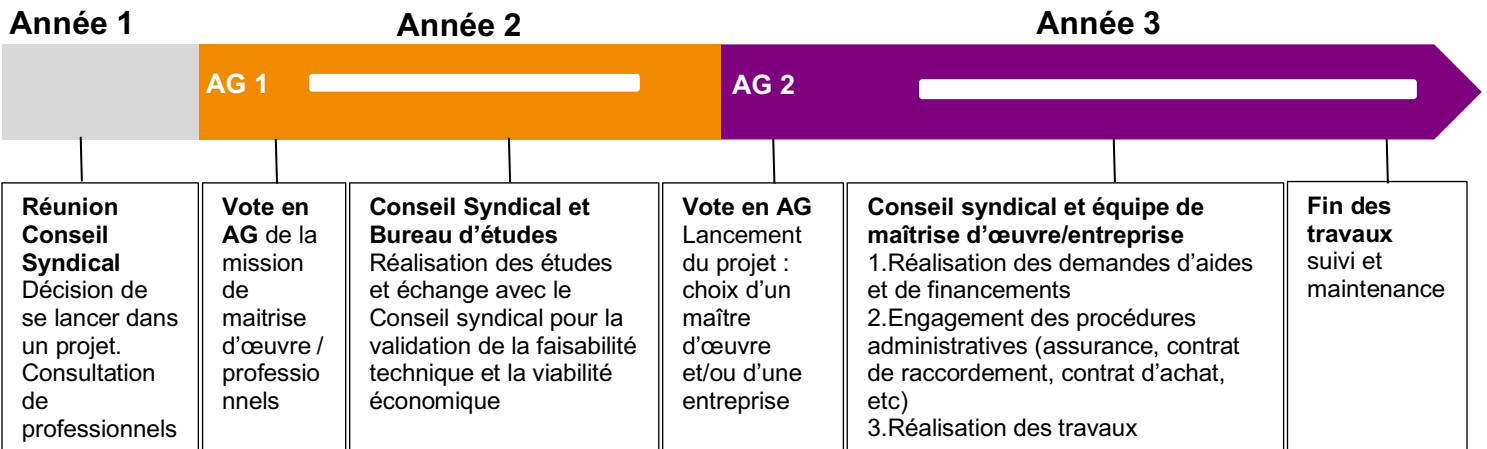 Année 1
Année 2
Année 3
AG 1
AG 2
Réunion
Conseil
Syndical
Décision de
se lancer dans
un projet.
Consultation
de
professionnels
Vote en
AG de la
mission
de
maitrise
d'œuvre /
professio
nnels
Conseil Syndical et
Bureau d'études
Réalisation des études
et échange avec le
Conseil syndical pour la
validation de la faisabilité
technique et la viabilité
économique
Vote en AG
Lancement
du projet :
choix d'un
maître
d'œuvre
et/ou d'une
entreprise
Conseil syndical et équipe de
maîtrise d'œuvre/entreprise
1.Réalisation des demandes d'aides
et de financements
2.Engagement des procédures
administratives (assurance, contrat
de raccordement, contrat d'achat,
etc)
3.Réalisation des travaux
Fin des
travaux
suivi et
maintenance